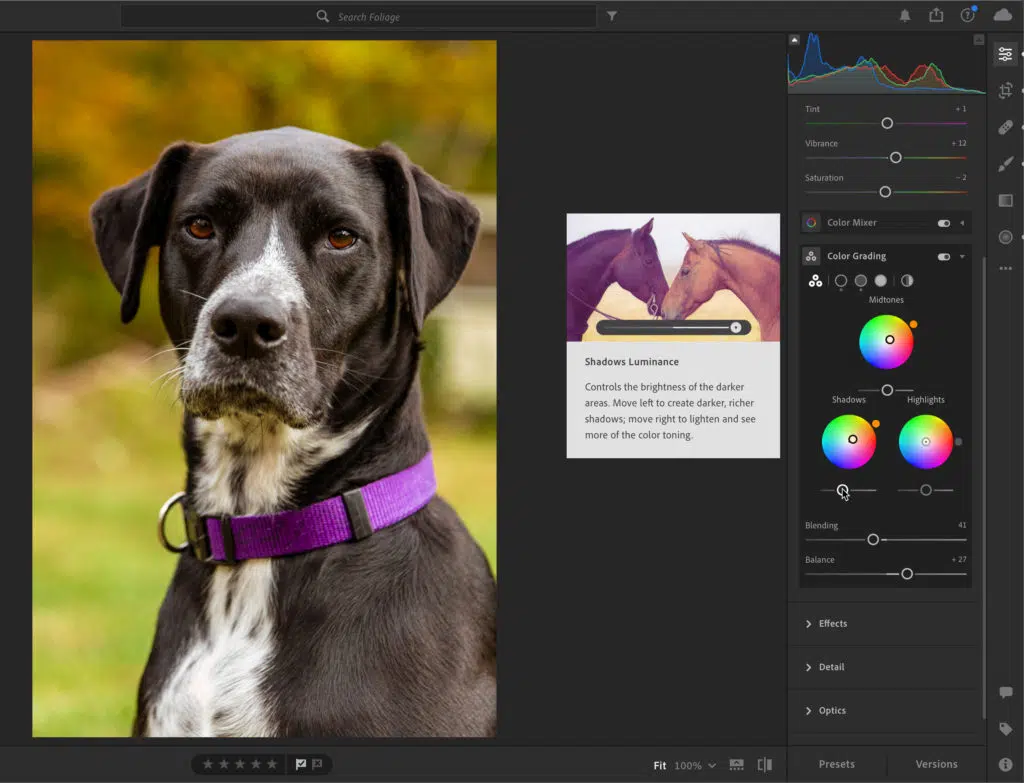 Search Foliage
Tint + 1
Vibrance + 12
Saturation – 2
Color Mixer
Color Grading
Midtones
Shadows Highlights
Blending 41
Balance + 27
Effects
Detail
Optics
Shadows Luminance
Controls the brightness of the darker
areas. Move left to create darker, richer
shadows; move right to lighten and see
more of the color toning.
Fit 100%
Presets Versions